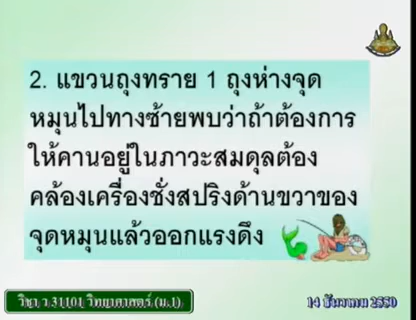 2. แขวนถุงทราย 1 ถุงห่างจุด
หมุนไปทางซ้ายพบว่าถ้าต้องการ
ให้คานอยู่ในภาวะสมดุลต้อง
คล้องเครื่องชั่งสปริงด้านขวาของ
จุดหมุนแล้วออกแรงดึง
วิชา ว 31101 วิทยาศาสตร์ (ม.1)
14 ธันวาคม 2550